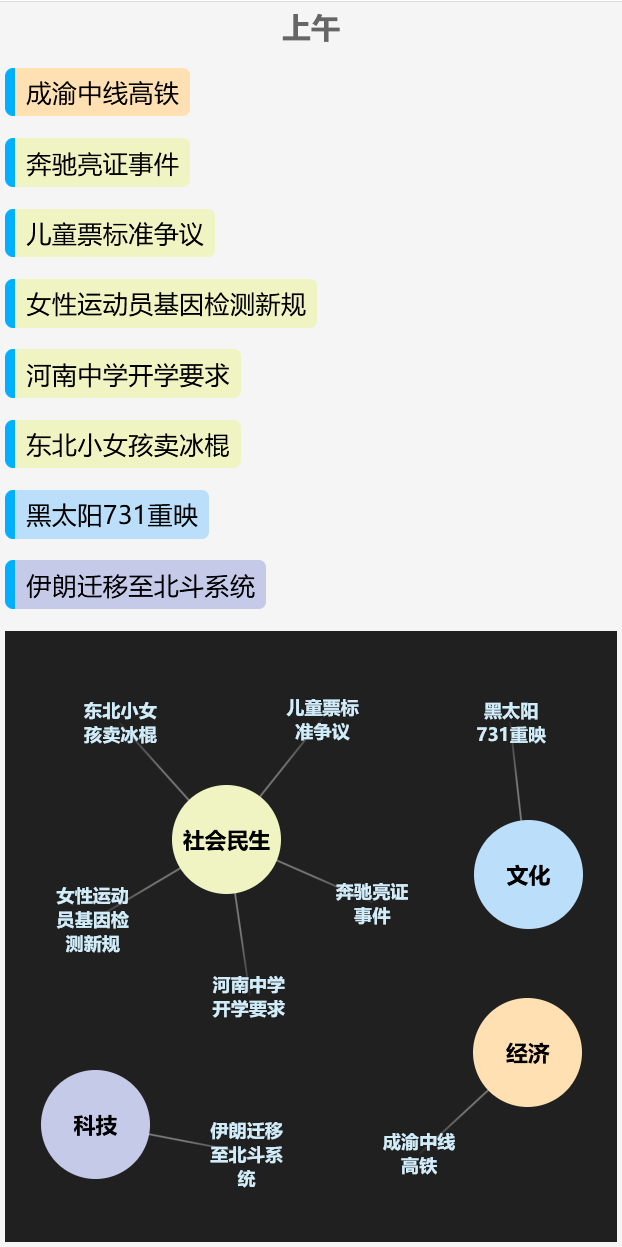 上午
成渝中线高铁
奔驰亮证事件
儿童票标准争议
女性运动员基因检测新规
河南中学开学要求
东北小女孩卖冰棍
黑太阳731重映
伊朗迁移至北斗系统
东北小女
孩卖冰棍
儿童票标
准争议
黑太阳
731重映
社会民生
文化
女性运动
员基因检
测新规
奔驰亮证
事件
河南中学
开学要求
经济
科技
伊朗迁移
至北斗系
统
成渝中线
高铁